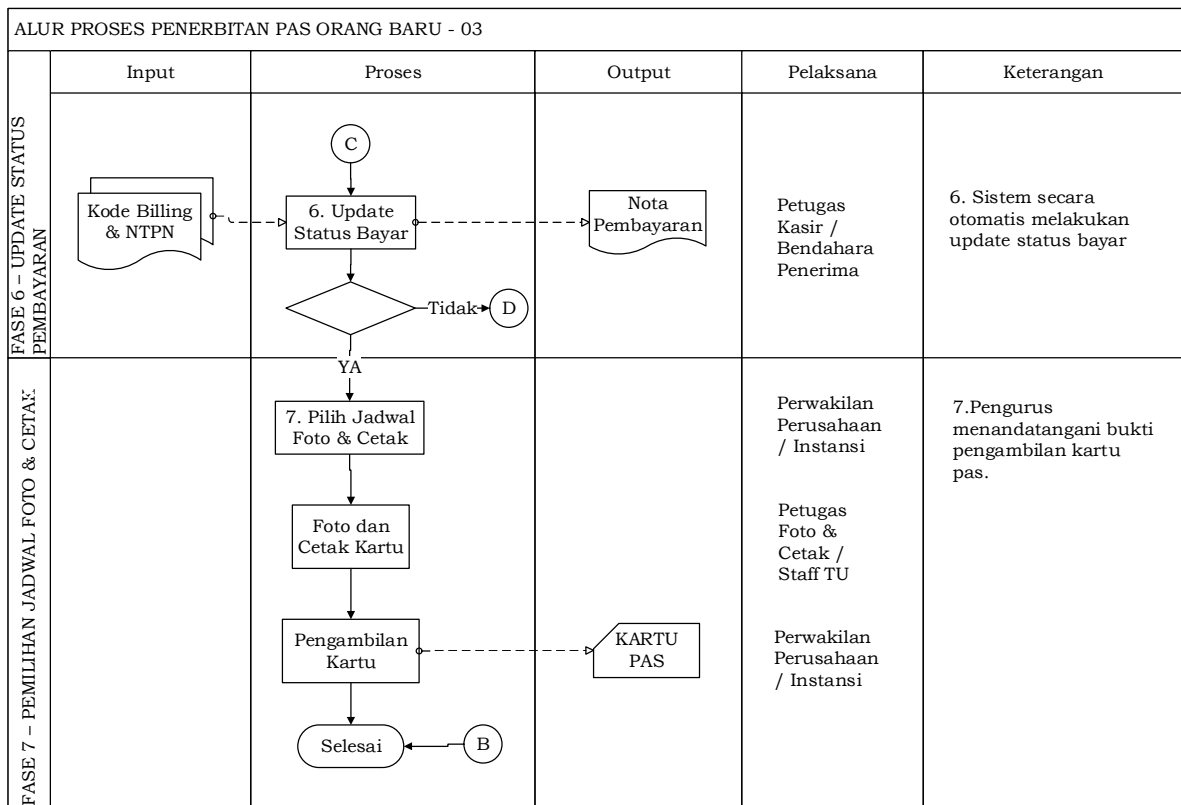 ALUR PROSES PENERBITAN PAS ORANG BARU - 03
Input
Proses
Output
Pelaksana
Keterangan
FASE 6 – UPDATE STATUS
PEMBAYARAN
C
Kode Billing
& NTPN
6. Update
Status Bayar
Nota
Pembayaran
Petugas
Kasir /
Bendahara
Penerima
6. Sistem secara
otomatis melakukan
update status bayar
Tidak
D
YA
FASE 7 – PEMILIHAN JADWAL FOTO & CETAK
7. Pilih Jadwal
Foto & Cetak
Perwakilan
Perusahaan
/ Instansi
7.Pengurus
menandatangani bukti
pengambilan kartu
pas.
Foto dan
Cetak Kartu
Petugas
Foto &
Cetak /
Staff TU
Pengambilan
Kartu
KARTU
PAS
Perwakilan
Perusahaan
/ Instansi
Selesai
B